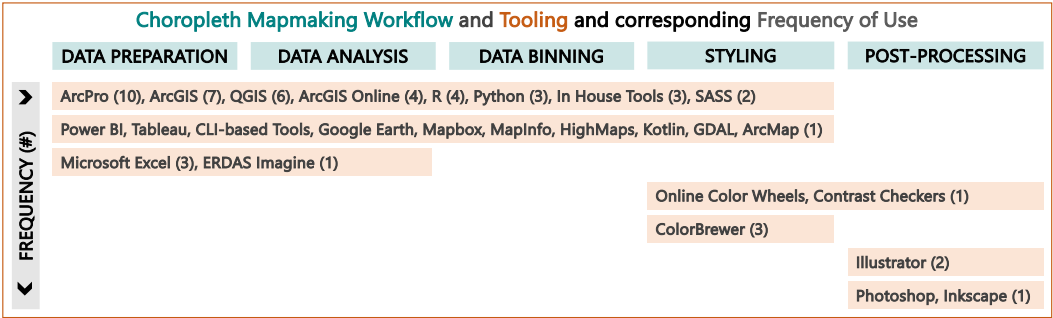 Choropleth Mapmaking Workflow and Tooling and corresponding Frequency of Use
DATA PREPARATION DATA ANALYSIS DATA BINNING STYLING POST-PROCESSING
FREQUENCY (#)
ArcPro (10), ArcGIS (7), QGIS (6), ArcGIS Online (4), R (4), Python (3), In House Tools (3), SASS (2)
Power BI, Tableau, CLI-based Tools, Google Earth, Mapbox, MapInfo, HighMaps, Kotlin, GDAL, ArcMap (1)
Microsoft Excel (3), ERDAS Imagine (1)
Online Color Wheels, Contrast Checkers (1)
ColorBrewer (3)
Illustrator (2)
Photoshop, Inkscape (1)